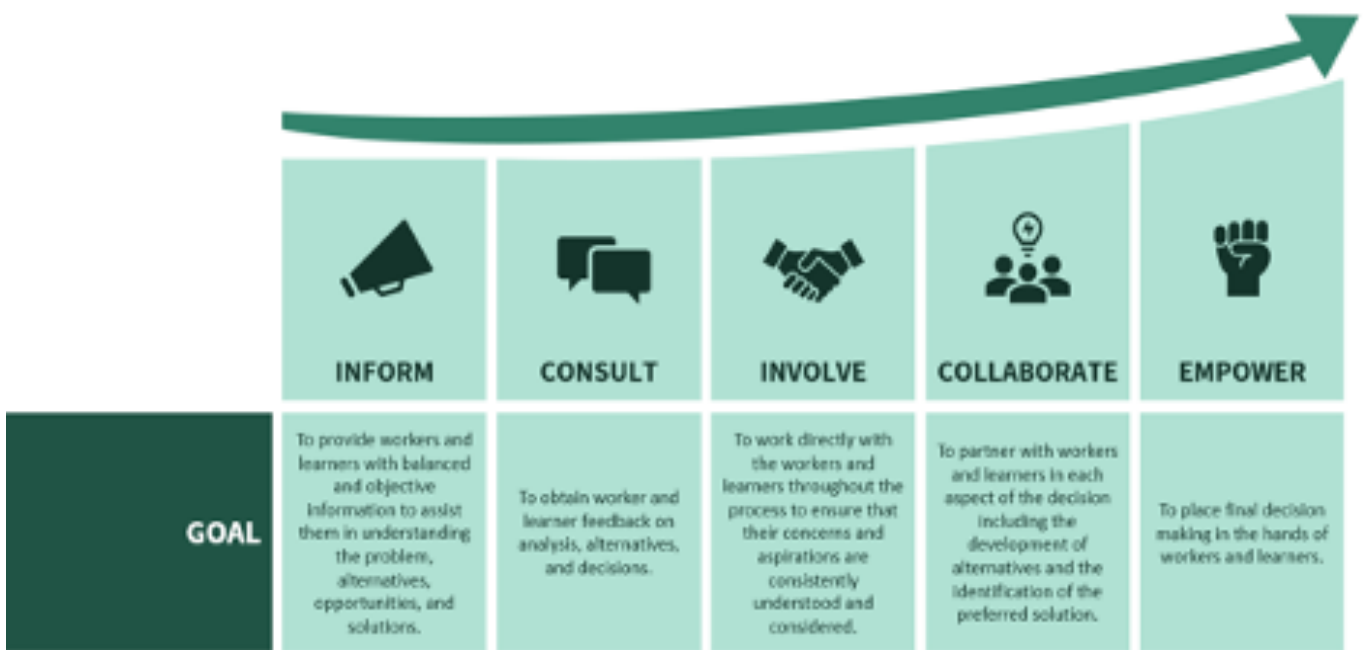 INFORM
CONSULT
INVOLVE
COLLABORATE
EMPOWER
GOAL
To provide workers and
learners with balanced
and objective
information to assist
them in understanding
the problem,
alternatives,
opportunities, and
solutions.
To obtain worker and
learner feedback on
analysis, alternatives,
and decisions.
To work directly with
the workers and
learners throughout the
process to ensure that
their concerns and
aspirations are
consistently
understood and
considered.
To partner with workers
and learners in each
aspect of the decision
including the
development of
alternatives and the
identification of the
preferred solution.
To place final decision
making in the hands of
workers and learners.